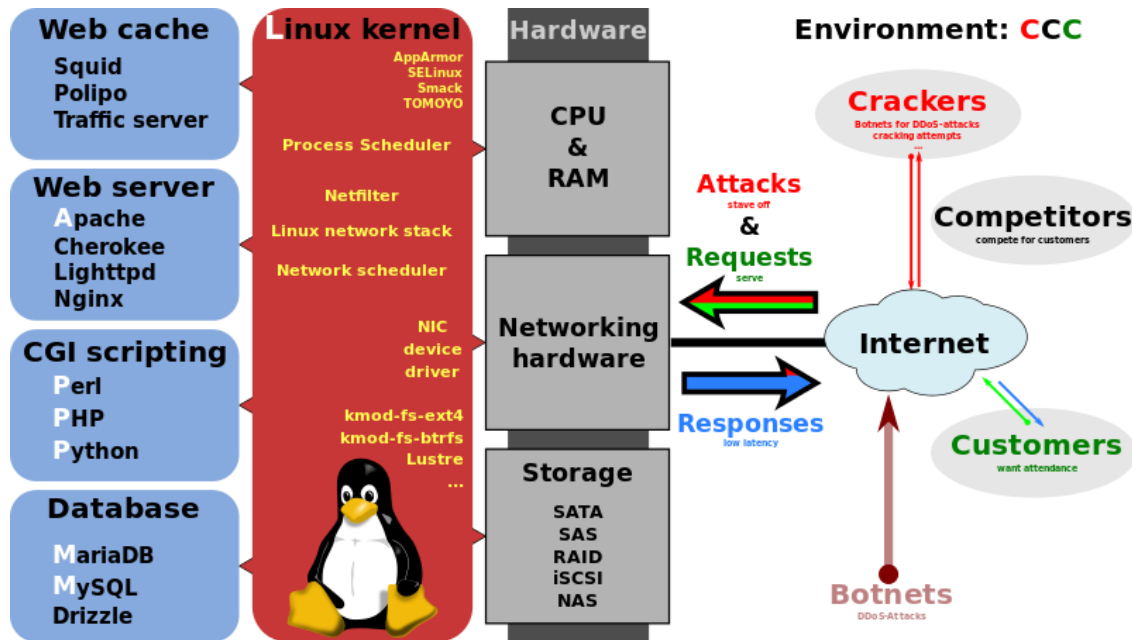 Web cache
Squid
Polipo
Traffic server
Web server
Apache
Cherokee
Lighttpd
Nginx
CGI scripting
Perl
PHP
Python
Database
MariaDB
MySQL
Drizzle
Linux kernel
AppArmor
SELinux
Smack
TOMOYO
Process Scheduler
Netfilter
Linux network stack
Network scheduler
NIC
device
driver
kmod-fs-ext4
kmod-fs-btrfs
Lustre
...
Hardware
CPU
&
RAM
Networking
hardware
Storage
SATA
SAS
RAID
iSCSI
NAS
Environment: CCC
Crackers
Botnets for DDoS-attacks
cracking attempts
...
Competitors
compete for customers
Attacks
stave off
&
Requests
serve
Internet
Responses
low latency
Customers
want attendance
Botnets
DDoS-Attacks